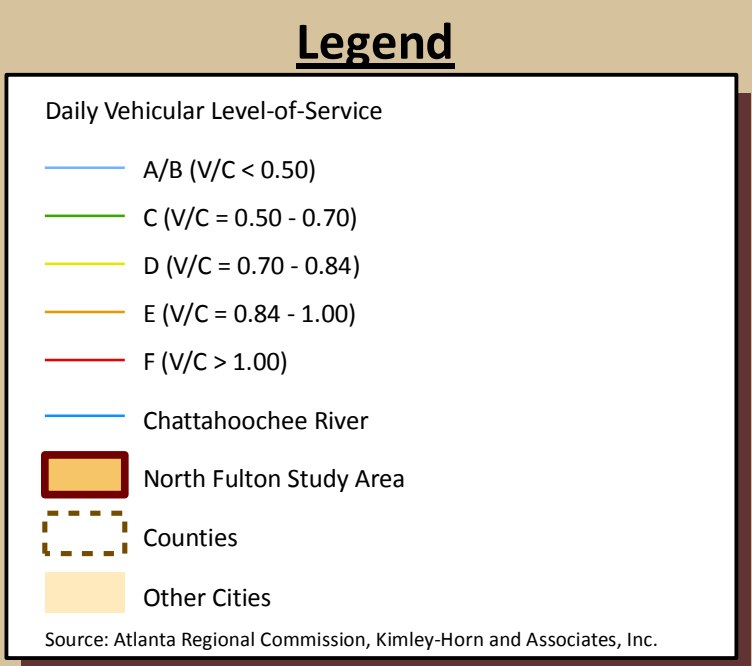 Legend
Daily Vehicular Level-of-Service
A/B (V/C < 0.50)
C (V/C = 0.50 - 0.70)
D (V/C = 0.70 - 0.84)
E (V/C = 0.84 - 1.00)
F (V/C > 1.00)
Chattahoochee River
North Fulton Study Area
Counties
Other Cities
Source: Atlanta Regional Commission, Kimley-Horn and Associates, Inc.